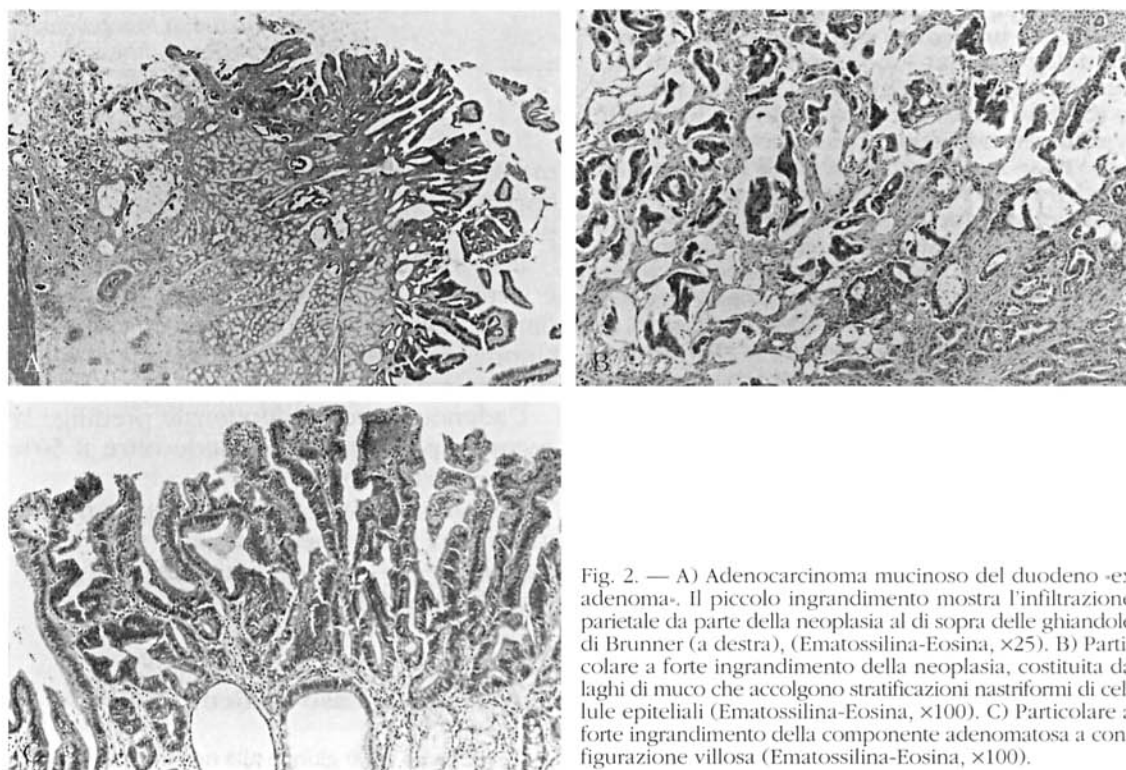 A
B
C
Fig. 2. — A) Adenocarcinoma mucinoso del duodeno «ex
adenoma». Il piccolo ingrandimento mostra l'infiltrazione
parietale da parte della neoplasia al di sopra delle ghiandole
di Brunner (a destra), (Ematossilina-Eosina, ×25). B) Parti-
colare a forte ingrandimento della neoplasia, costituita da
laghi di muco che accolgono stratificazioni nastriformi di cel-
lule epiteliali (Ematossilina-Eosina, ×100). C) Particolare a
forte ingrandimento della componente adenomatosa a con-
figurazione villosa (Ematossilina-Eosina, ×100).